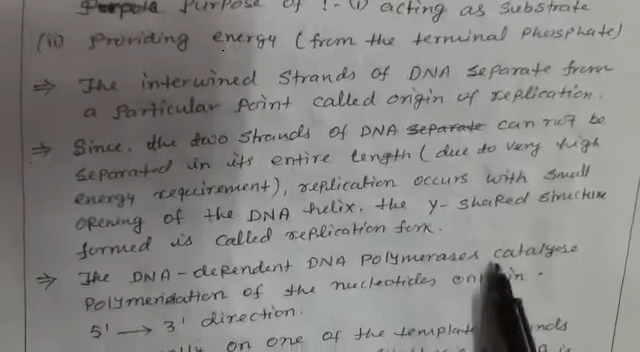 Purpose of :- (i) acting as substrate
(ii) Providing energy (from the terminal phosphate)
⇒ The interwined strands of DNA separate from
a particular point called origin of replication.
⇒ Since, the two strands of DNA separate can not be
separated in its entire length (due to very high
energy requirement), replication occurs with small
opening of the DNA helix. the Y-shaped structure
formed is called replication fork.
⇒ The DNA-dependent DNA polymerases catalyse
polymerisation of the nucleotides in.
5' → 3' direction.
on one of the template